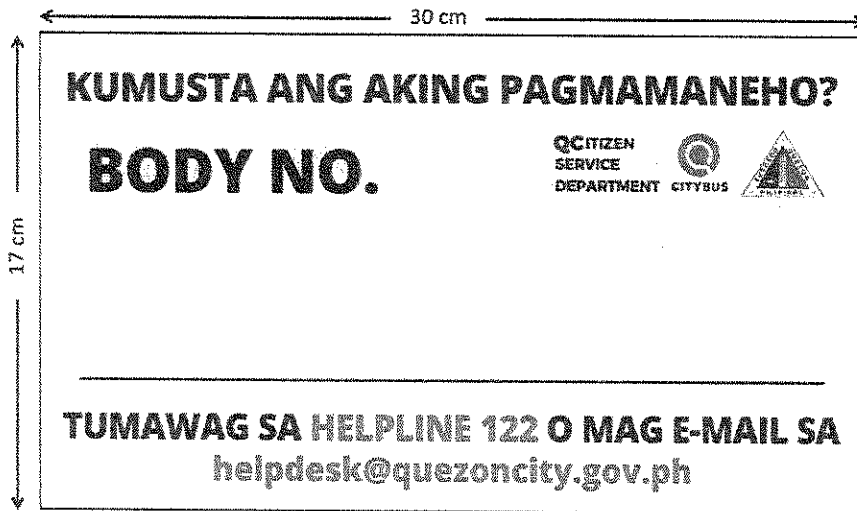 30 cm
17 cm
KUMUSTA ANG AKING PAGMAMANEHO?
BODY NO.
QCITIZEN
SERVICE
DEPARTMENT
CITYBUS
TUMAWAG SA HELPLINE 122 O MAG E-MAIL SA
helpdesk@quezoncity.gov.ph